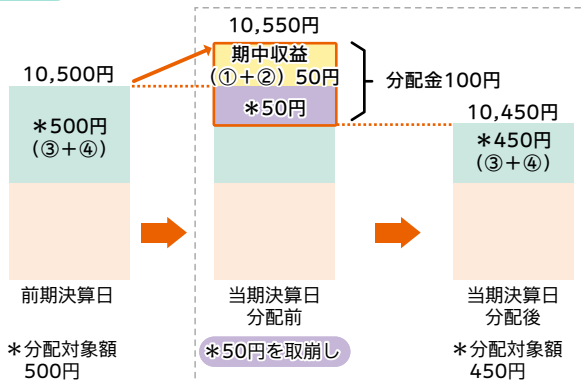 10,550円
期中収益
(①+②) 50円
＊50円
分配金100円
10,500円
＊500円
(③+④)
10,450円
＊450円
(③+④)
前期決算日
当期決算日
分配前
当期決算日
分配後
＊分配対象額
500円
＊50円を取崩し
＊分配対象額
450円